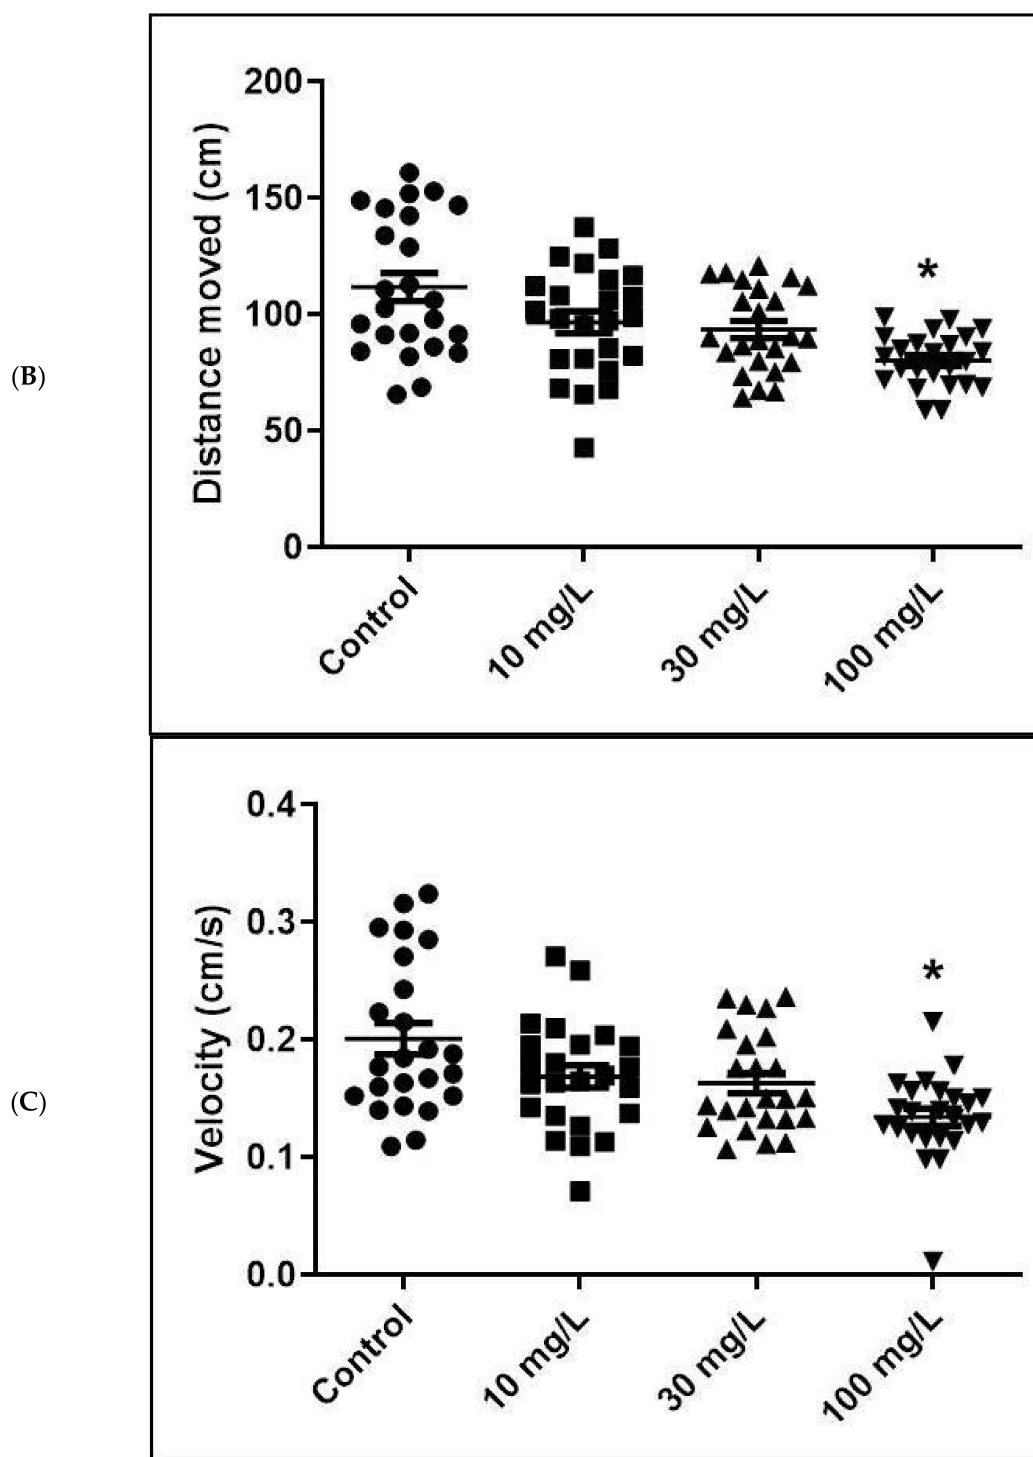 (B)
Distance moved (cm)
200
150
100
50
0
*
Control
10 mg/L
30 mg/L
100 mg/L
(C)
Velocity (cm/s)
0.4
0.3
0.2
0.1
0.0
*
Control
10 mg/L
30 mg/L
100 mg/L